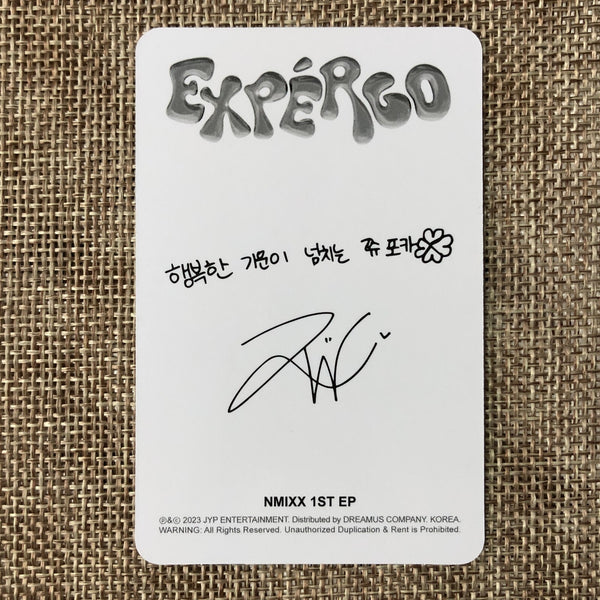 EXPÉRGO
행복한 기운이 넘치는 쮸 포카
NMIXX 1ST EP
℗&© 2023 JYP ENTERTAINMENT. Distributed by DREAMUS COMPANY. KOREA.
WARNING: All Rights Reserved. Unauthorized Duplication & Rent is Prohibited.